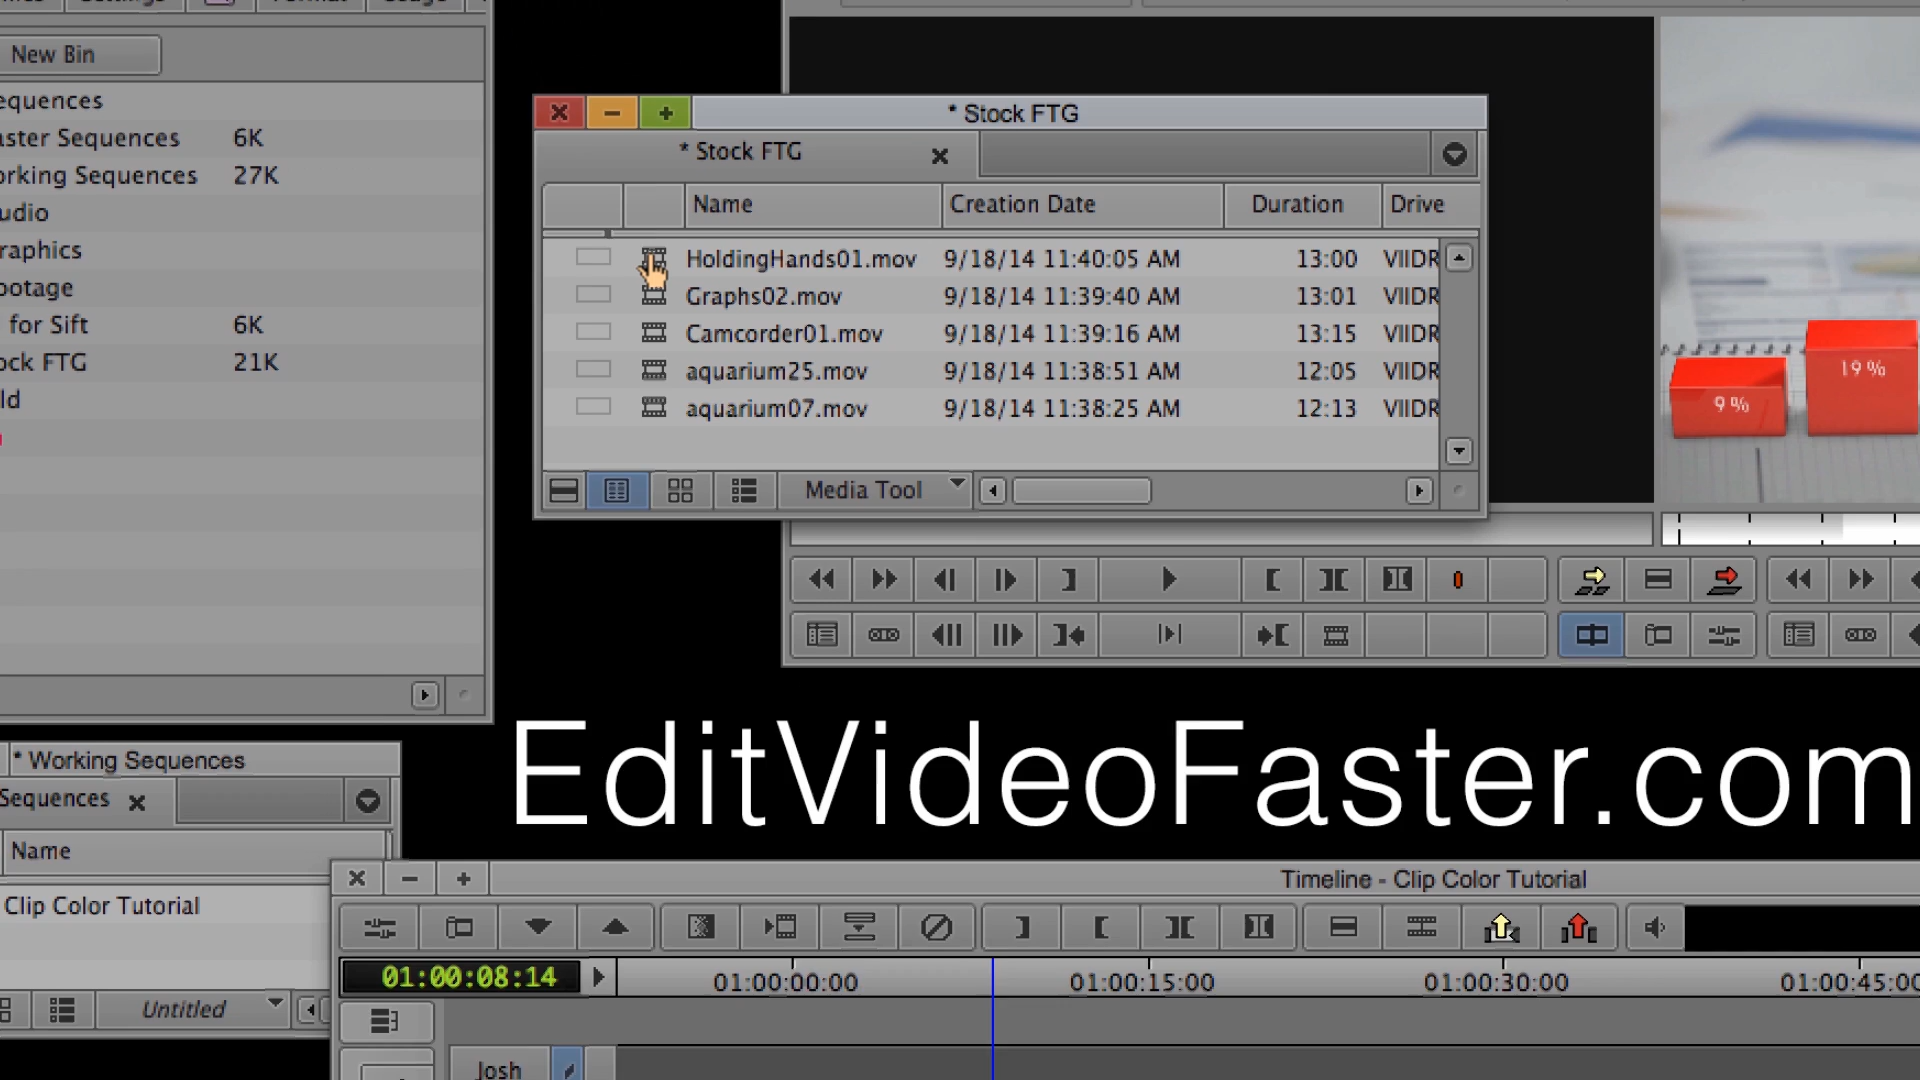 New Bin
equences
aster Sequences 6K
orking Sequences 27K
udio
raphics
ootage
for Sift 6K
ock FTG 21K
ld
* Stock FTG
* Stock FTG
Name Creation Date Duration Drive
HoldingHands01.mov 9/18/14 11:40:05 AM 13:00 VIIDR
Graphs02.mov 9/18/14 11:39:40 AM 13:01 VIIDR
Camcorder01.mov 9/18/14 11:39:16 AM 13:15 VIIDR
aquarium25.mov 9/18/14 11:38:51 AM 12:05 VIIDR
aquarium07.mov 9/18/14 11:38:25 AM 12:13 VIIDR
Media Tool
9%
19%
EditVideoFaster.com
* Working Sequences
Sequences
Name
Clip Color Tutorial
Untitled
Timeline - Clip Color Tutorial
01:00:08:14
01:00:00:00 01:00:15:00 01:00:30:00 01:00:45:00
Josh